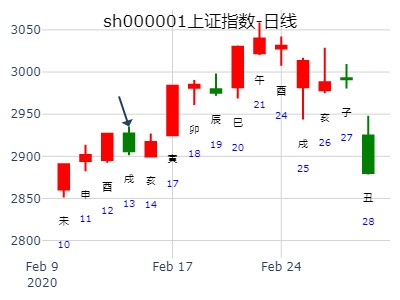 sh000001上证指数-日线
3050
3000
2950
2900
2850
2800
未
10
申
11
酉
12
戌
13
亥
14
寅
17
卯
18
辰
19
巳
20
午
21
酉
24
戌
25
亥
26
子
27
丑
28
Feb 9
2020
Feb 17
Feb 24